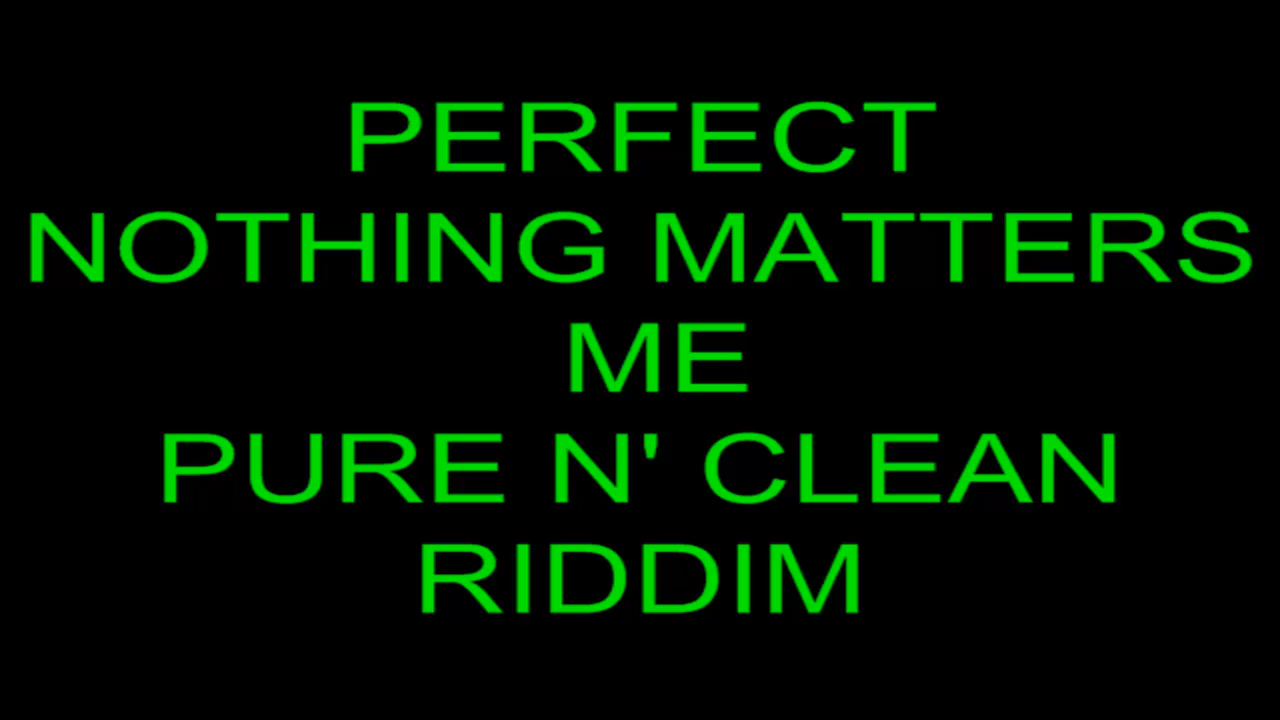 PERFECT
NOTHING MATTERS
ME
PURE N' CLEAN
RIDDIM